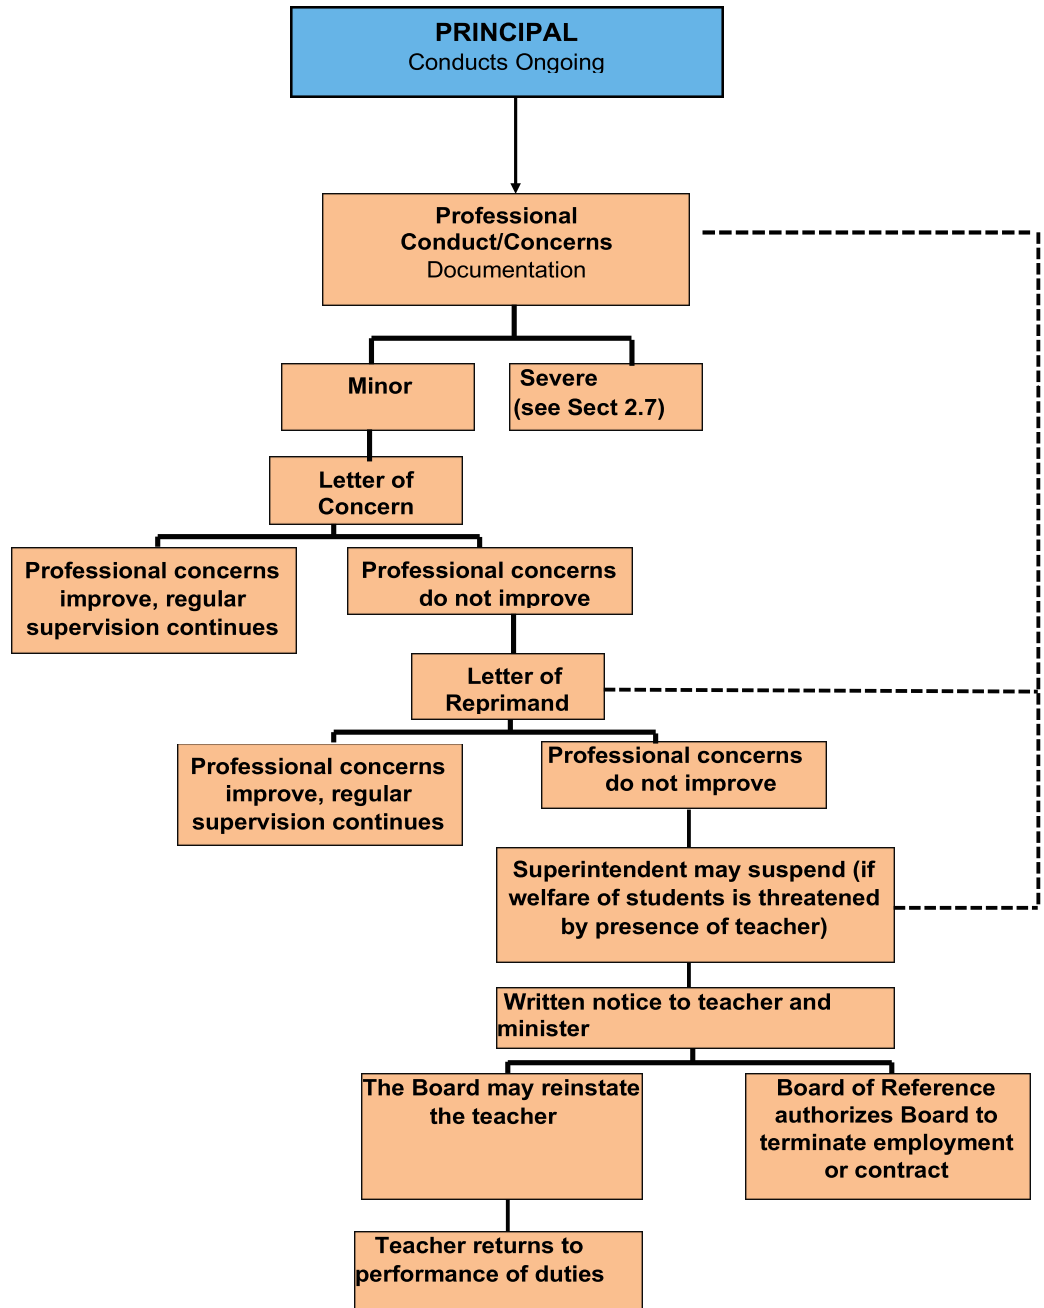 PRINCIPAL
Conducts Ongoing
Professional
Conduct/Concerns
Documentation
Minor
Severe
(see Sect 2.7)
Letter of
Concern
Professional concerns
improve, regular
supervision continues
Professional concerns
do not improve
Letter of
Reprimand
Professional concerns
improve, regular
supervision continues
Professional concerns
do not improve
Superintendent may suspend (if
welfare of students is threatened
by presence of teacher)
Written notice to teacher and
minister
The Board may reinstate
the teacher
Board of Reference
authorizes Board to
terminate employment
or contract
Teacher returns to
performance of duties